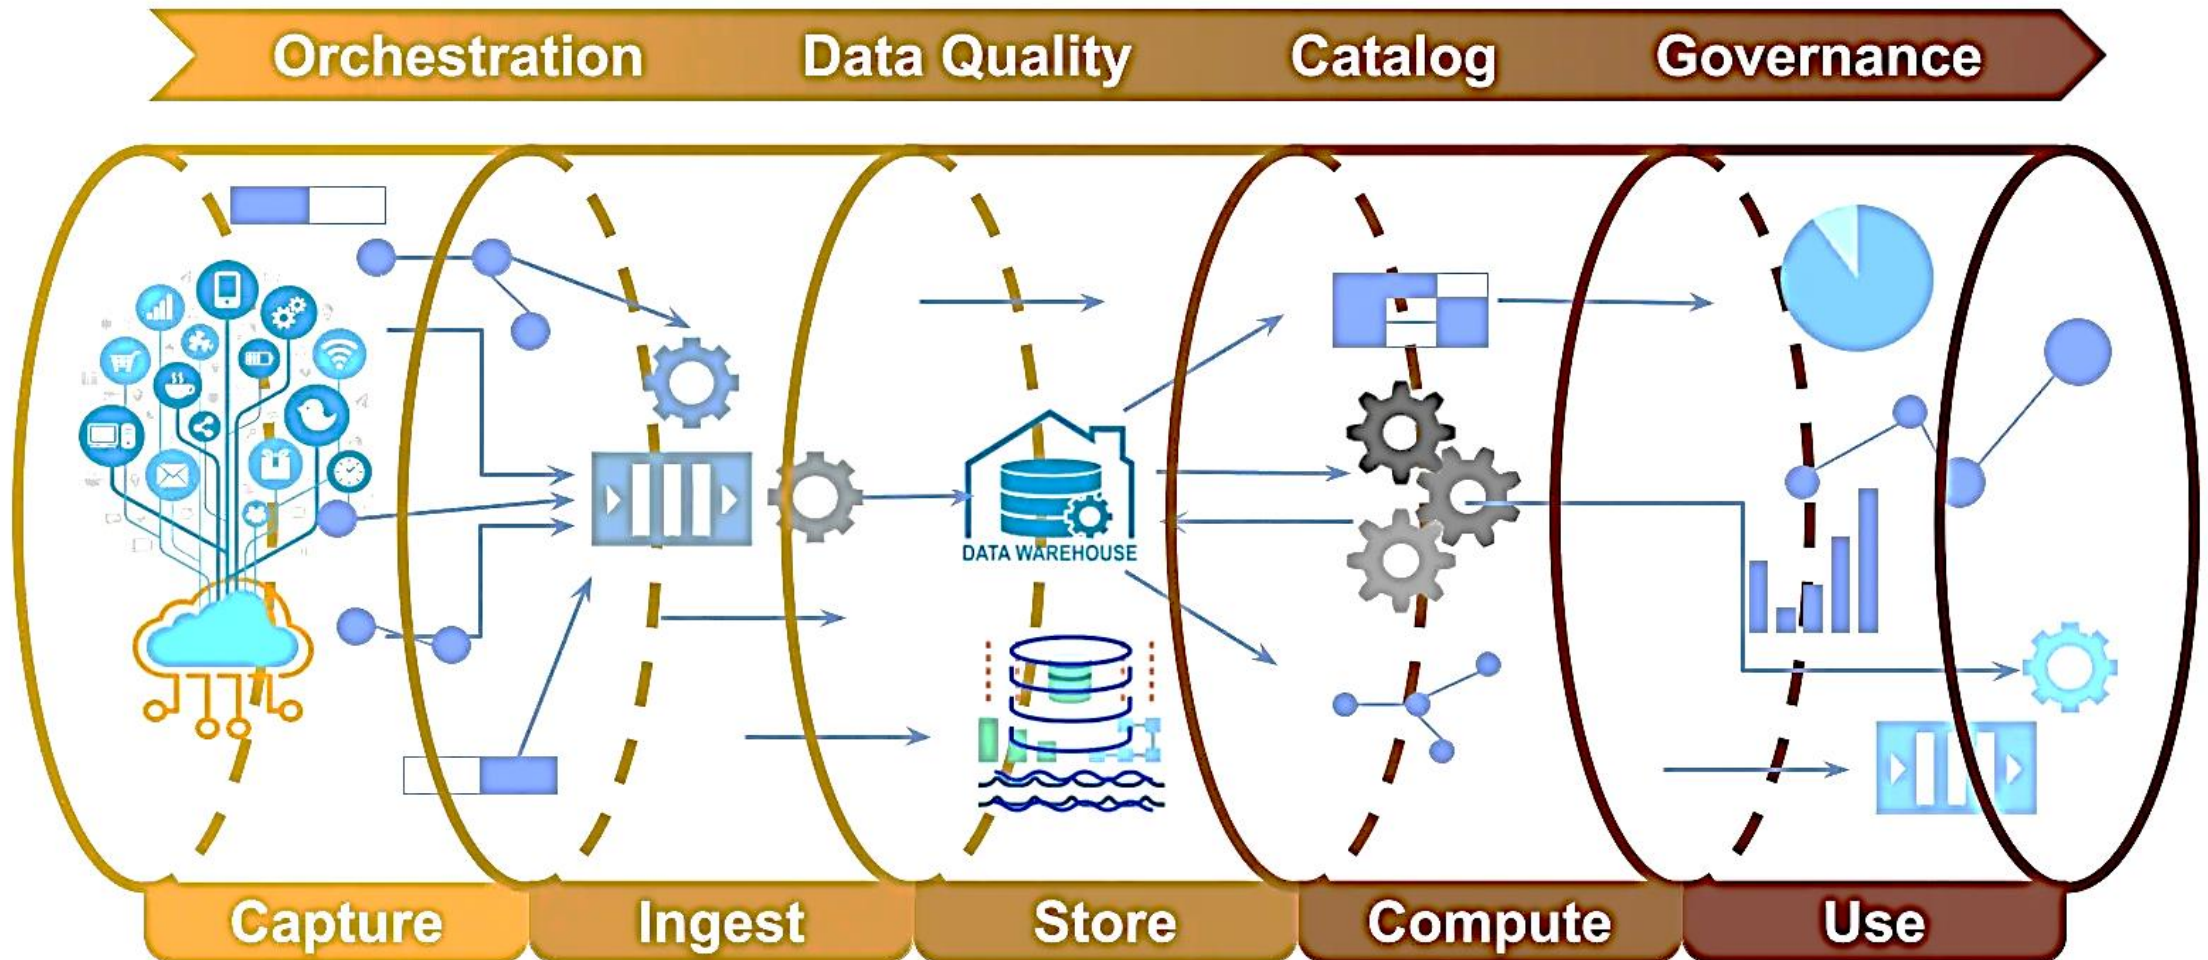 Orchestration Data Quality Catalog Governance
DATA WAREHOUSE
Capture Ingest Store Compute Use